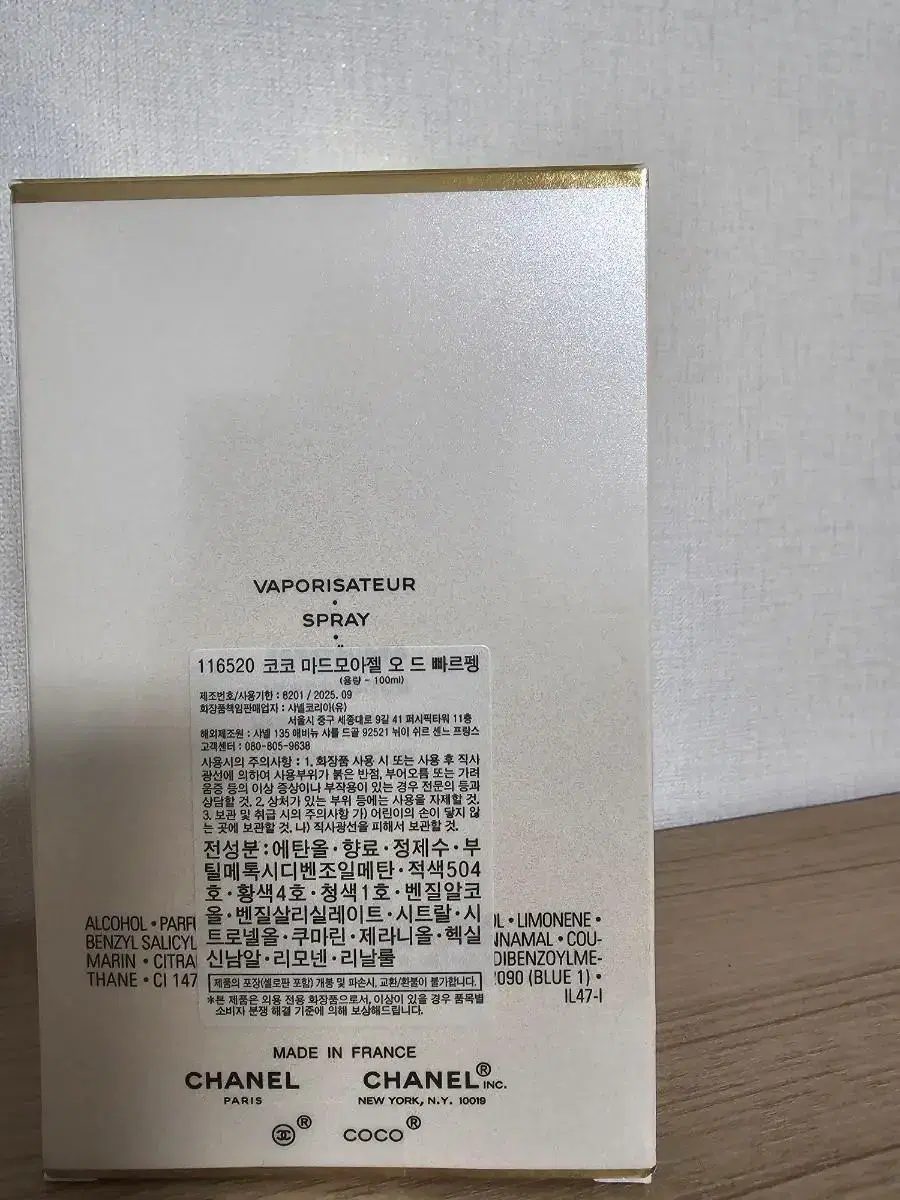 VAPORISATEUR
SPRAY
116520 코코 마드모아젤 오 드 빠르펭
(용량 - 100ml)
제조번호/사용기한 : 8201 / 2025. 09
화장품책임판매업자 : 샤넬코리아(유)
서울시 중구 세종대로 9길 41 퍼시픽타워 11층
해외제조원 : 샤넬 135 애비뉴 샤를 드골 92521 뉘이 쉬르 센느 프랑스
고객센터 : 080-805-9638
사용시의 주의사항 : 1. 화장품 사용 시 또는 사용 후 직사
광선에 의하여 사용부위가 붉은 반점, 부어오름 또는 가려
움증 등의 이상 증상이나 부작용이 있는 경우 전문의 등과
상담할 것. 2. 상처가 있는 부위 등에는 사용을 자제할 것.
3. 보관 및 취급 시의 주의사항 가) 어린이의 손이 닿지 않
는 곳에 보관할 것, 나) 직사광선을 피해서 보관할 것.
전성분 : 에탄올 · 향료 · 정제수 · 부
틸메톡시디벤조일메탄 · 적색504
호 · 황색4호 · 청색1호 · 벤질알코
올 · 벤질살리실레이트 · 시트랄 · 시
트로넬올 · 쿠마린 · 제라니올 · 헥실
신남알 · 리모넨 · 리날룰
제품의 포장(셀로판 포함) 개봉 및 파손시, 교환/환불이 불가합니다.
*본 제품은 외용 전용 화장품으로서, 이상이 있을 경우 품목별
소비자 분쟁 해결 기준에 의해 보상해드립니다.
ALCOHOL • PARF L • LIMONENE •
BENZYL SALICYL NNAMAL • COU-
MARIN • CITRA DIBENZOYLME-
THANE • CI 147 2090 (BLUE 1) •
IL47-I
MADE IN FRANCE
CHANEL CHANEL® INC.
PARIS NEW YORK, N.Y. 10019
® COCO®